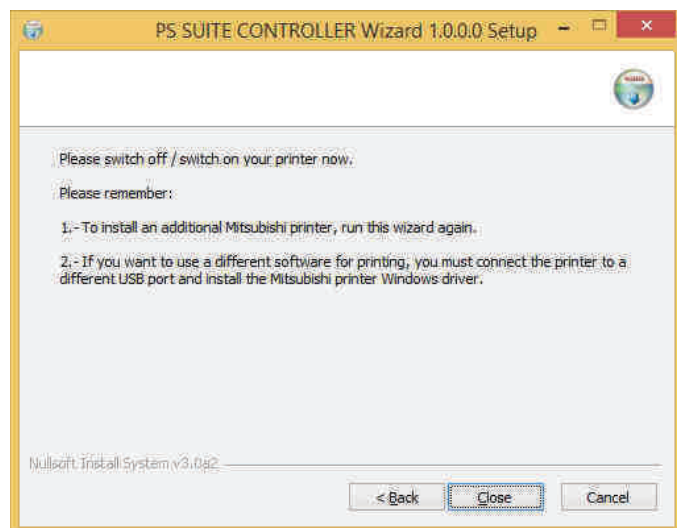 PS SUITE CONTROLLER Wizard 1.0.0.0 Setup
Please switch off / switch on your printer now.
Please remember:
1.- To install an additional Mitsubishi printer, run this wizard again.
2.- If you want to use a different software for printing, you must connect the printer to a
different USB port and install the Mitsubishi printer Windows driver.
Nullsoft Install System v3.0a2
< Back
Close
Cancel